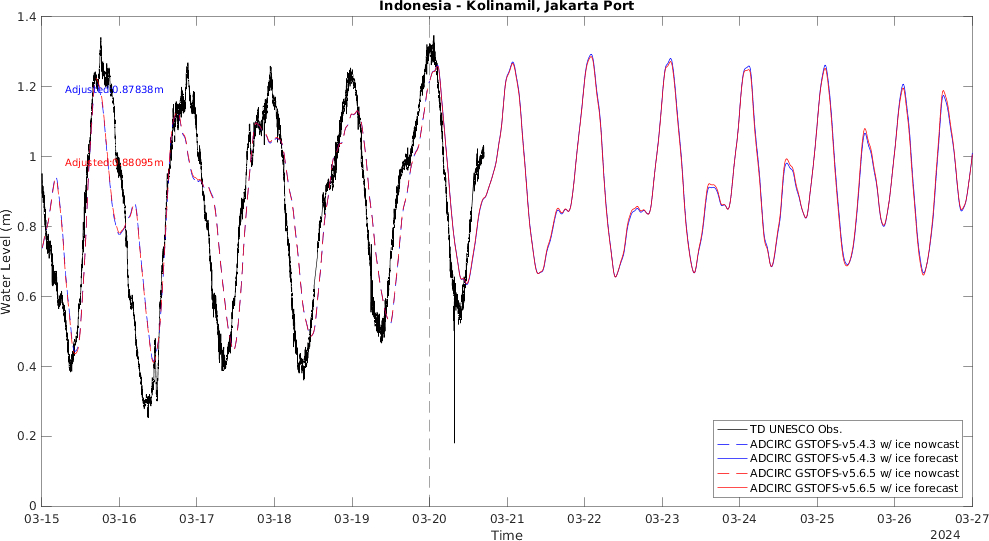 Indonesia - Kolinamil, Jakarta Port
1.4
1.2
1
0.8
0.6
0.4
0.2
0
Water Level (m)
Adjusted:0.87838m
Adjusted:0.88095m
TD UNESCO Obs.
ADCIRC GSTOFS-v5.4.3 w/ ice nowcast
ADCIRC GSTOFS-v5.4.3 w/ ice forecast
ADCIRC GSTOFS-v5.6.5 w/ ice nowcast
ADCIRC GSTOFS-v5.6.5 w/ ice forecast
03-15 03-16 03-17 03-18 03-19 03-20 03-21 03-22 03-23 03-24 03-25 03-26 03-27
Time
2024